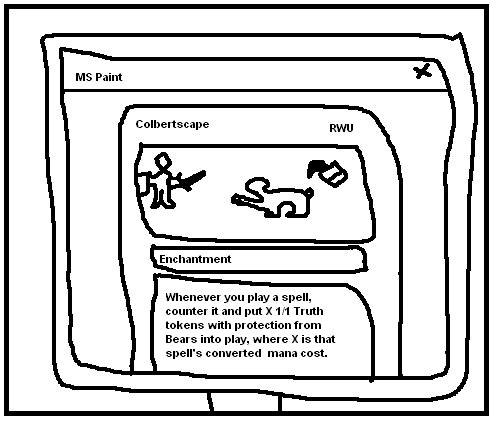 MS Paint
Colbertscape RWU
Enchantment
Whenever you play a spell,
counter it and put X 1/1 Truth
tokens with protection from
Bears into play, where X is that
spell's converted mana cost.